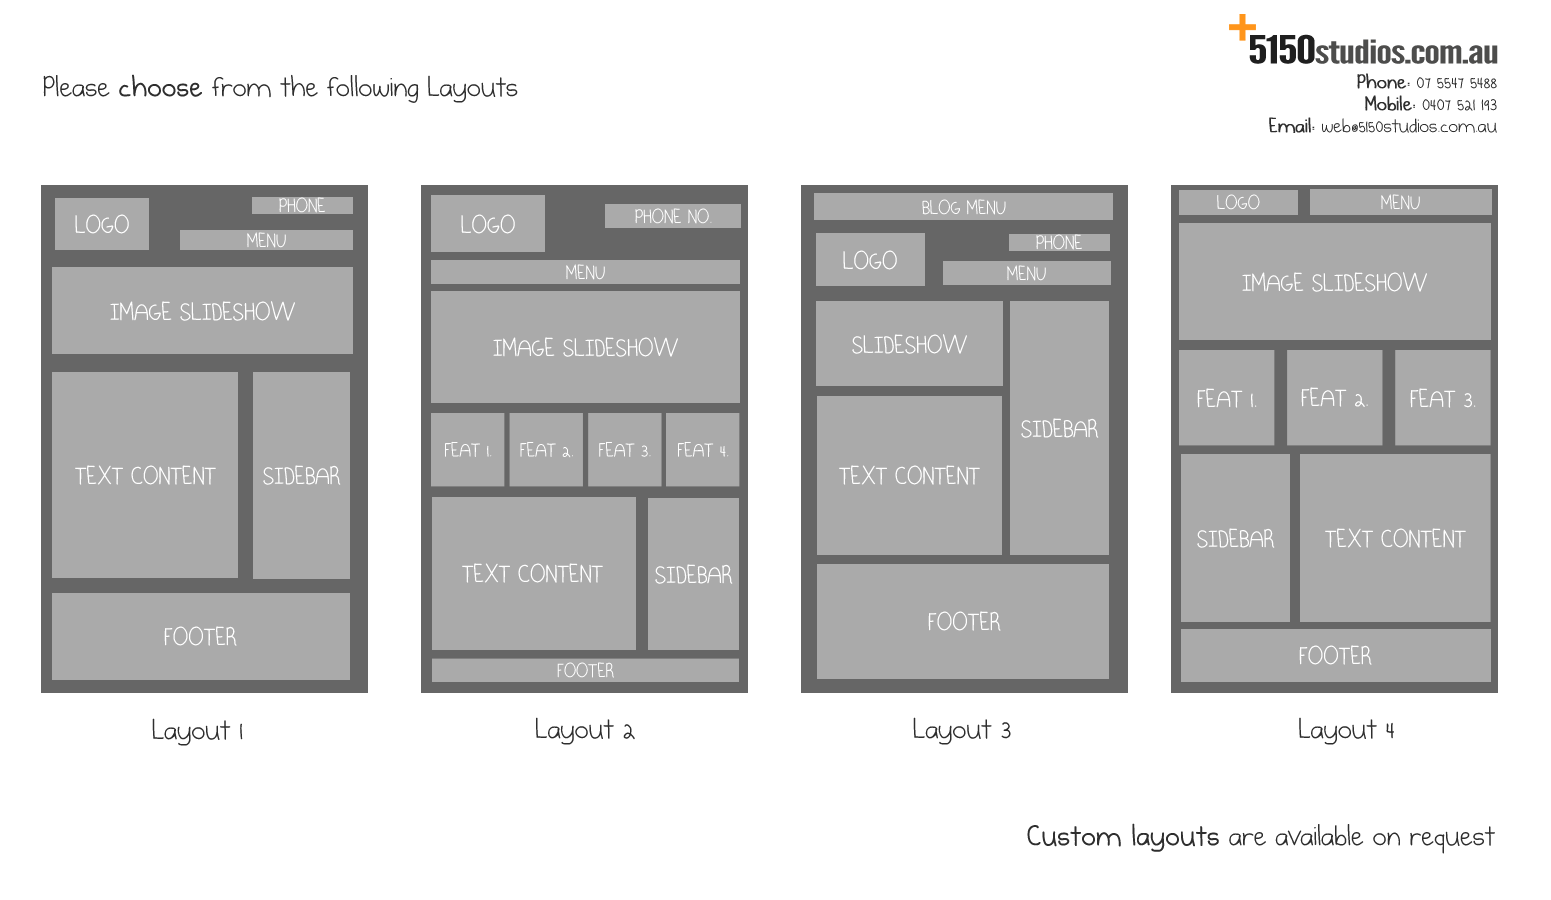 5150studios.com.au
Please choose from the following Layouts
Phone: 07 5547 5488
Mobile: 0407 521 193
Email: web@5150studios.com.au
LOGO
PHONE
MENU
IMAGE SLIDESHOW
TEXT CONTENT
SIDEBAR
FOOTER
Layout 1
LOGO
PHONE NO.
MENU
IMAGE SLIDESHOW
FEAT 1.
FEAT 2.
FEAT 3.
FEAT 4.
TEXT CONTENT
SIDEBAR
FOOTER
Layout 2
BLOG MENU
LOGO
PHONE
MENU
SLIDESHOW
SIDEBAR
TEXT CONTENT
FOOTER
Layout 3
LOGO
MENU
IMAGE SLIDESHOW
FEAT 1.
FEAT 2.
FEAT 3.
SIDEBAR
TEXT CONTENT
FOOTER
Layout 4
Custom layouts are available on request